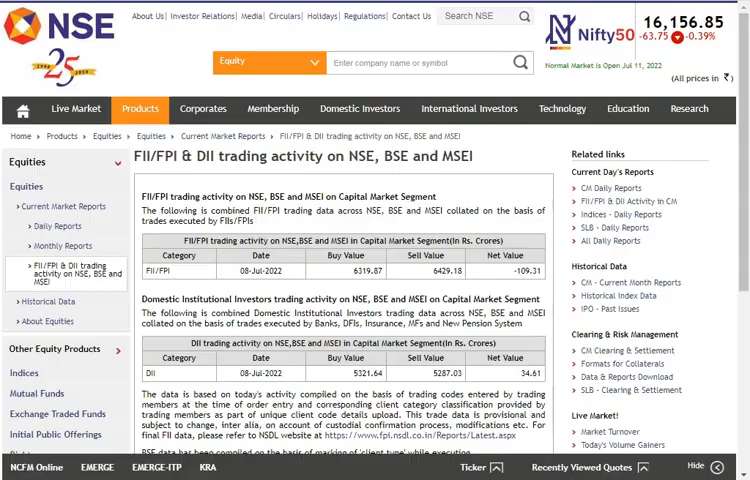 NSE
1994 25 2019
About Us | Investor Relations | Media | Circulars | Holidays | Regulations | Contact Us
Search NSE
Nifty50
16,156.85
-63.75 -0.39%
Normal Market is Open Jul 11, 2022
(All prices in ₹)
Equity
Enter company name or symbol
Live Market Products Corporates Membership Domestic Investors International Investors Technology Education Research
Home Products Equities Equities Current Market Reports FII/FPI & DII trading activity on NSE, BSE and MSEI
Equities
Equities
Current Market Reports
Daily Reports
Monthly Reports
FII/FPI & DII trading
activity on NSE, BSE and
MSEI
Historical Data
About Equities
Other Equity Products
Indices
Mutual Funds
Exchange Traded Funds
Initial Public Offerings
FII/FPI & DII trading activity on NSE, BSE and MSEI
FII/FPI trading activity on NSE, BSE and MSEI on Capital Market Segment
The following is combined FII/FPI trading data across NSE, BSE and MSEI collated on the basis of
trades executed by FIIs/FPIs
FII/FPI trading activity on NSE,BSE and MSEI in Capital Market Segment(In Rs. Crores)
Category Date Buy Value Sell Value Net Value
FII/FPI 08-Jul-2022 6319.87 6429.18 -109.31
Domestic Institutional Investors trading activity on NSE, BSE and MSEI on Capital Market Segment
The following is combined Domestic Institutional Investors trading data across NSE, BSE and MSEI
collated on the basis of trades executed by Banks, DFIs, Insurance, MFs and New Pension System
DII trading activity on NSE,BSE and MSEI in Capital Market Segment(In Rs. Crores)
Category Date Buy Value Sell Value Net Value
DII 08-Jul-2022 5321.64 5287.03 34.61
The data is based on today's activity compiled on the basis of trading codes entered by trading
members at the time of order entry and corresponding client category classification provided by
trading members as part of unique client code details upload. This trade data is provisional and
subject to change, inter alia, on account of custodial confirmation process, modifications etc. For
final FII data, please refer to NSDL website at https://www.fpi.nsdl.co.in/Reports/Latest.aspx
BSE data has been compiled on the basis of marking of 'client type' while executing
Related links
Current Day's Reports
CM Daily Reports
FII/FPI & DII Activity in CM
Indices - Daily Reports
SLB - Daily Reports
All Daily Reports
Historical Data
CM - Current Month Reports
Historical Index Data
IPO - Past Issues
Clearing & Risk Management
CM Clearing & Settlement
Formats for Collaterals
Data & Reports Download
SLB - Clearing & Settlement
Live Market!
Market Turnover
Today's Volume Gainers
NCFM Online EMERGE EMERGE-ITP KRA Ticker Recently Viewed Quotes Hide